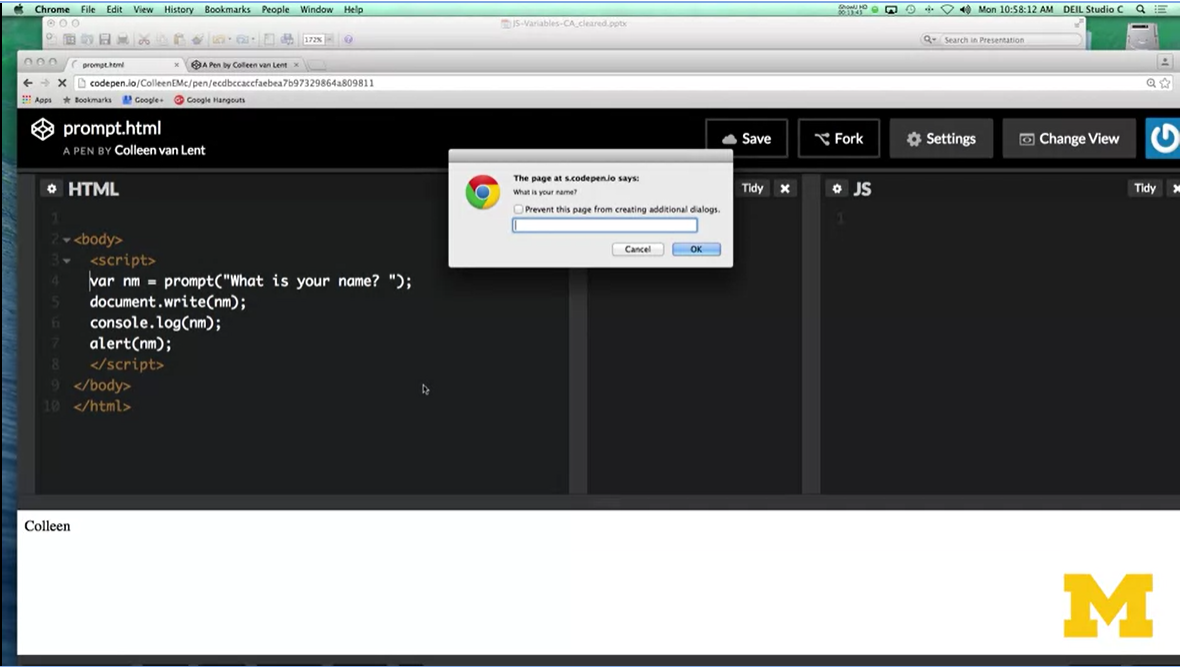 Chrome File Edit View History Bookmarks People Window Help
Mon 10:58:12 AM DEIL Studio C
JS-Variables-CA_cleared.pptx
172%
Search in Presentation
prompt.html
A Pen by Colleen van Lent
codepen.io/ColleenEMc/pen/ecdbccaccfaebea7b97329864a809811
Apps Bookmarks Google+ Google Hangouts
prompt.html
A PEN BY Colleen van Lent
Save Fork Settings Change View
The page at s.codepen.io says:
What is your name?
Prevent this page from creating additional dialogs.
Cancel OK
HTML
Tidy
JS
Tidy
1
2 <body>
3 <script>
4 var nm = prompt("What is your name? ");
5 document.write(nm);
6 console.log(nm);
7 alert(nm);
8 </script>
9 </body>
10 </html>
1
Colleen
M